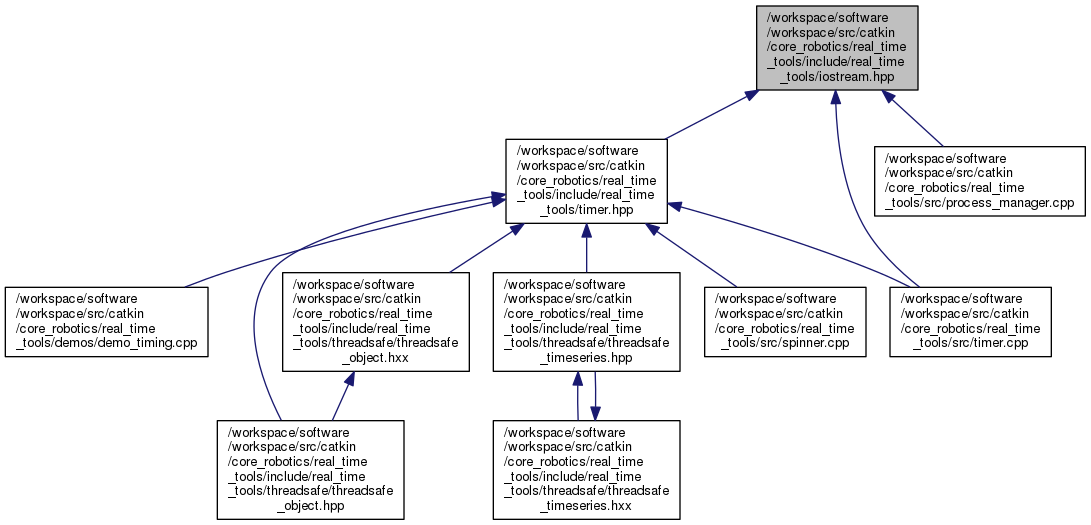 /workspace/software
/workspace/src/catkin
/core_robotics/real_time
_tools/include/real_time
_tools/iostream.hpp
/workspace/software
/workspace/src/catkin
/core_robotics/real_time
_tools/include/real_time
_tools/timer.hpp
/workspace/software
/workspace/src/catkin
/core_robotics/real_time
_tools/src/process_manager.cpp
/workspace/software
/workspace/src/catkin
/core_robotics/real_time
_tools/demos/demo_timing.cpp
/workspace/software
/workspace/src/catkin
/core_robotics/real_time
_tools/include/real_time
_tools/threadsafe/threadsafe
_object.hxx
/workspace/software
/workspace/src/catkin
/core_robotics/real_time
_tools/include/real_time
_tools/threadsafe/threadsafe
_timeseries.hpp
/workspace/software
/workspace/src/catkin
/core_robotics/real_time
_tools/src/spinner.cpp
/workspace/software
/workspace/src/catkin
/core_robotics/real_time
_tools/src/timer.cpp
/workspace/software
/workspace/src/catkin
/core_robotics/real_time
_tools/include/real_time
_tools/threadsafe/threadsafe
_object.hpp
/workspace/software
/workspace/src/catkin
/core_robotics/real_time
_tools/include/real_time
_tools/threadsafe/threadsafe
_timeseries.hxx